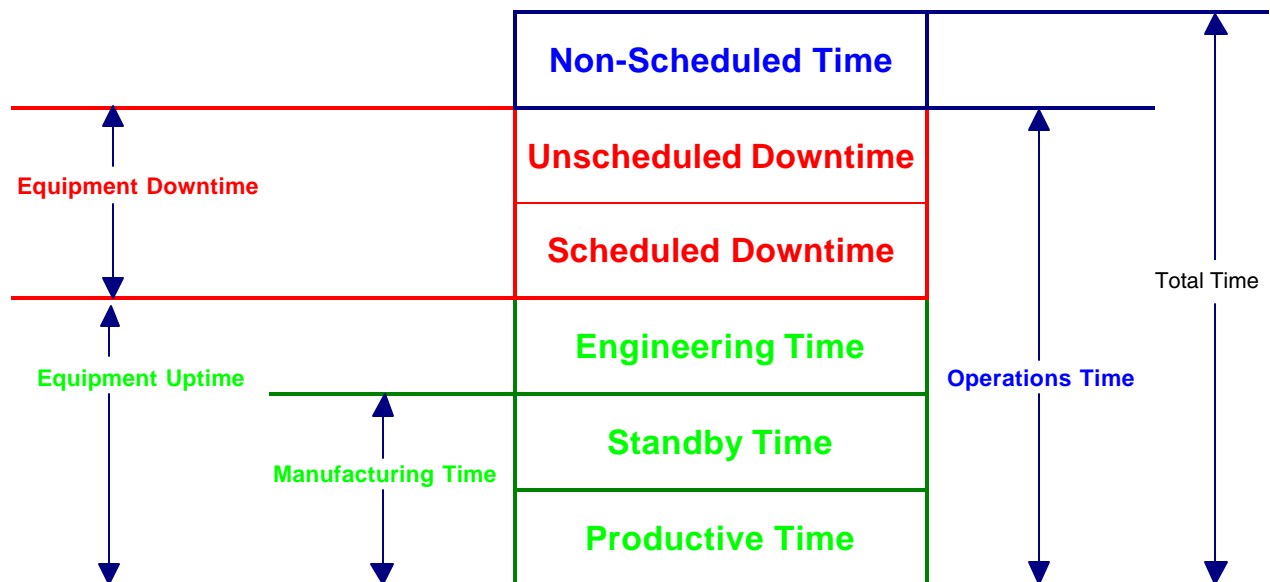 Non-Scheduled Time
Unscheduled Downtime
Equipment Downtime
Scheduled Downtime
Total Time
Engineering Time
Equipment Uptime
Operations Time
Standby Time
Manufacturing Time
Productive Time